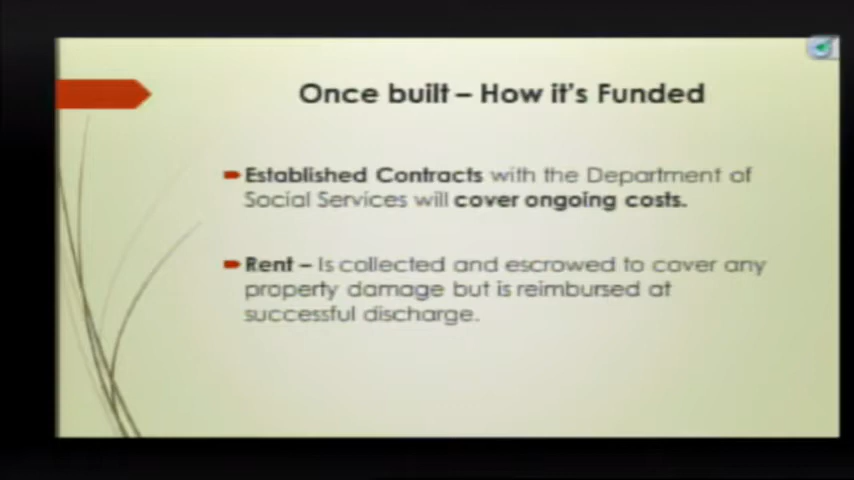 Once built – How it's Funded
Established Contracts with the Department of
Social Services will cover ongoing costs.
Rent – Is collected and escrowed to cover any
property damage but is reimbursed at
successful discharge.